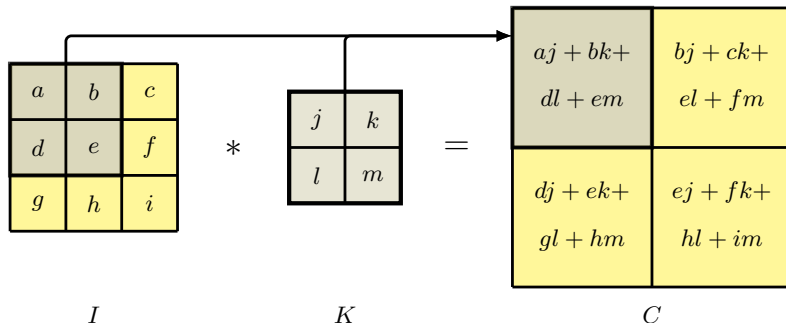 a b c
d e f
g h i
*
j k
l m
=
aj + bk+
dl + em
bj + ck+
el + fm
dj + ek+
gl + hm
ej + fk+
hl + im
I
K
C